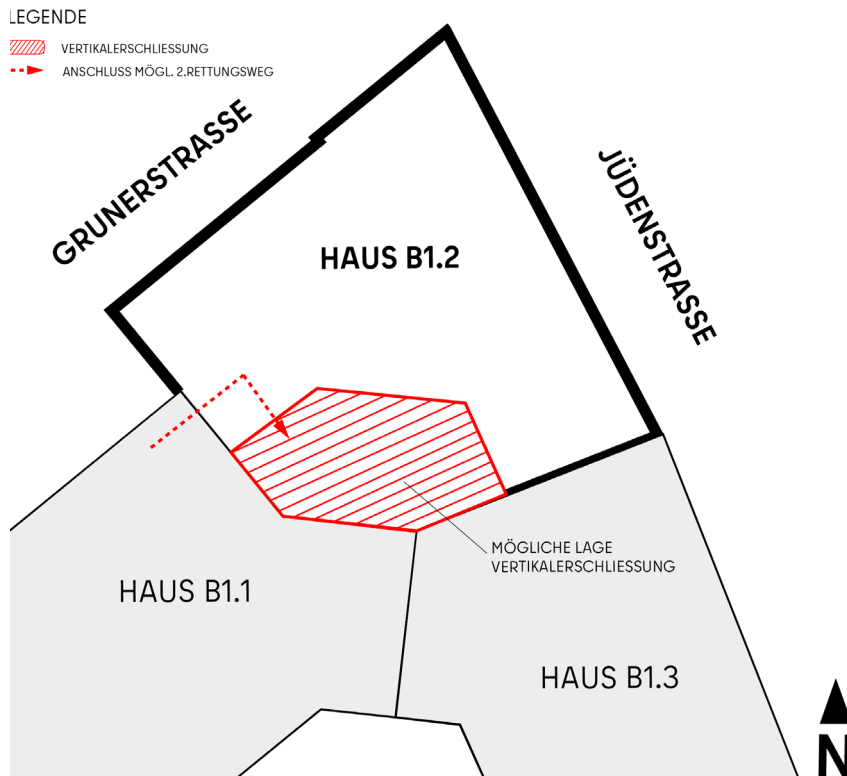 LEGENDE
VERTIKALERSCHLIESSUNG
ANSCHLUSS MÖGL. 2.RETTUNGSWEG
GRUNERSTRASSE
JÜDENSTRASSE
HAUS B1.2
MÖGLICHE LAGE
VERTIKALERSCHLIESSUNG
HAUS B1.1
HAUS B1.3
N